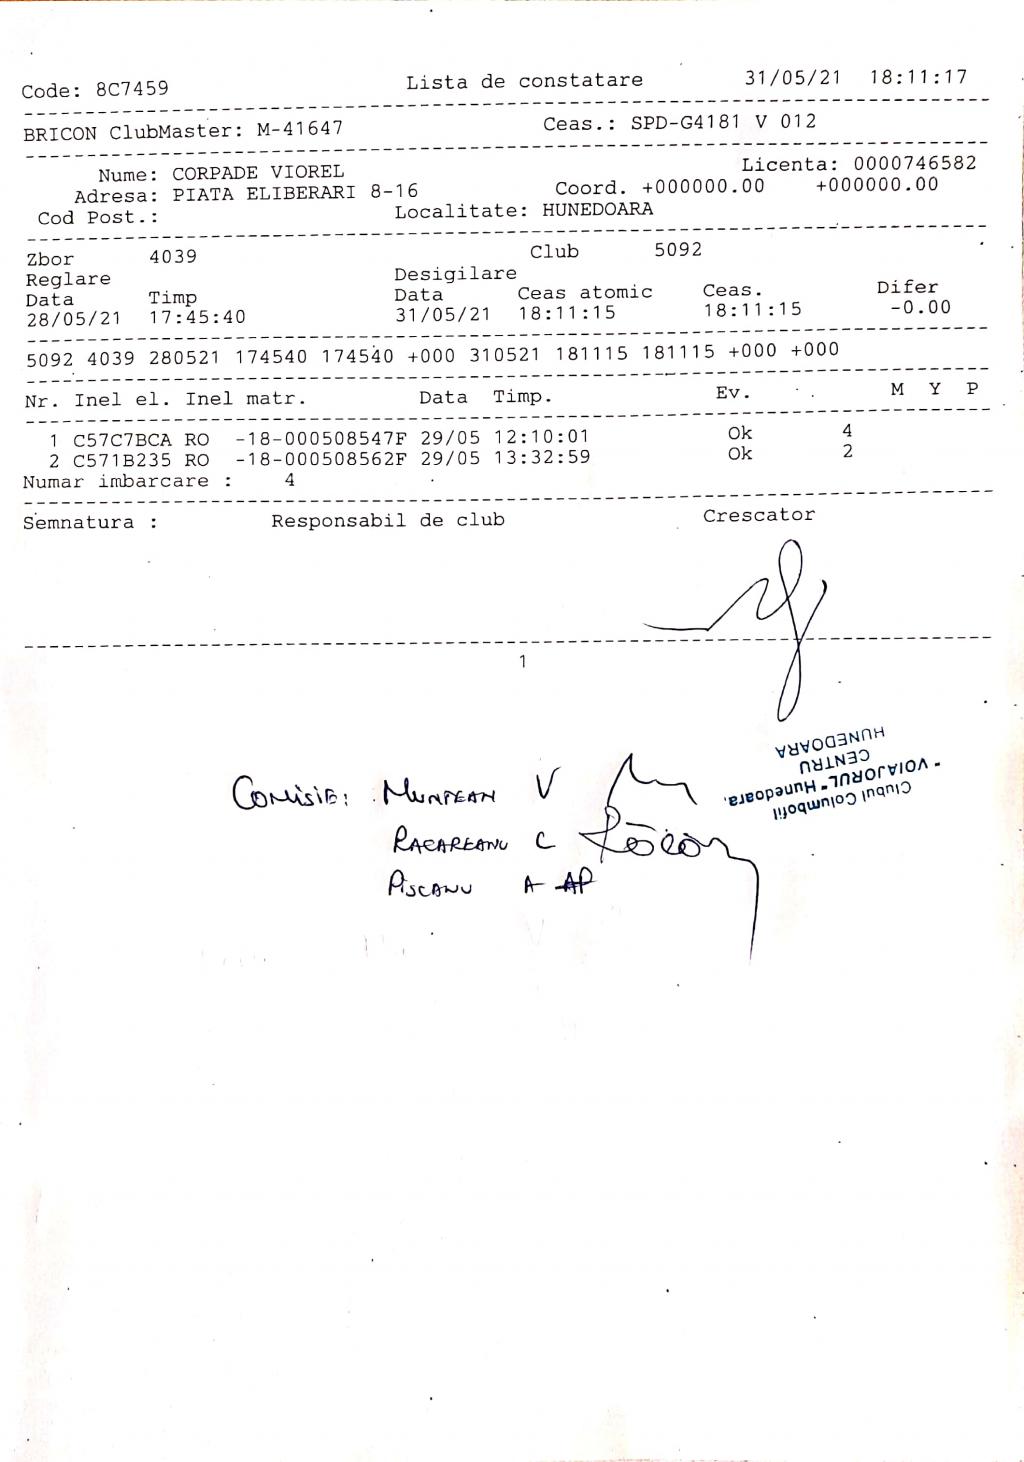 Code: 8C7459 Lista de constatare 31/05/21 18:11:17
BRICON ClubMaster: M-41647 Ceas.: SPD-G4181 V 012
Nume: CORPADE VIOREL Licenta: 0000746582
Adresa: PIATA ELIBERARI 8-16 Coord. +000000.00 +000000.00
Cod Post.: Localitate: HUNEDOARA
Zbor 4039 Club 5092
Reglare Desigilare
Data Timp Data Ceas atomic Ceas. Difer
28/05/21 17:45:40 31/05/21 18:11:15 18:11:15 -0.00
5092 4039 280521 174540 174540 +000 310521 181115 181115 +000 +000
Nr. Inel el. Inel matr. Data Timp. Ev. M Y P
1 C57C7BCA RO -18-000508547F 29/05 12:10:01 Ok 4
2 C571B235 RO -18-000508562F 29/05 13:32:59 Ok 2
Numar imbarcare : 4
Semnatura : Responsabil de club Crescator
1
Clubul Columbofil
"VOIAJORUL" Hunedoara.
CENTRU
HUNEDOARA
COMISIE: MUNTEAN V
RACAREANU C
PISCANU A AP